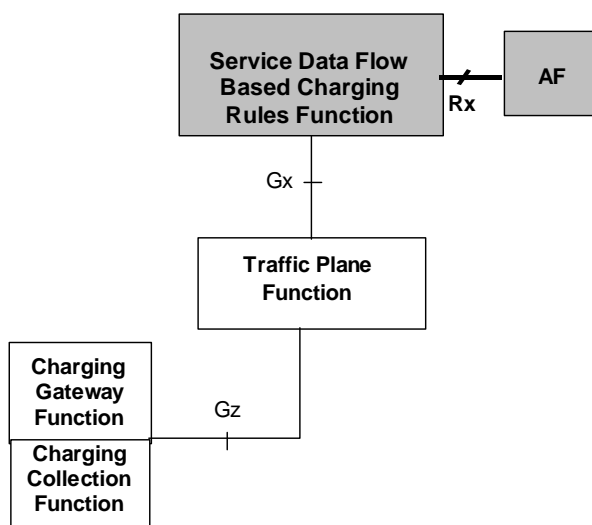 Service Data Flow
Based Charging
Rules Function
AF
Rx
Gx
Traffic Plane
Function
Charging
Gateway
Function
Gz
Charging
Collection
Function